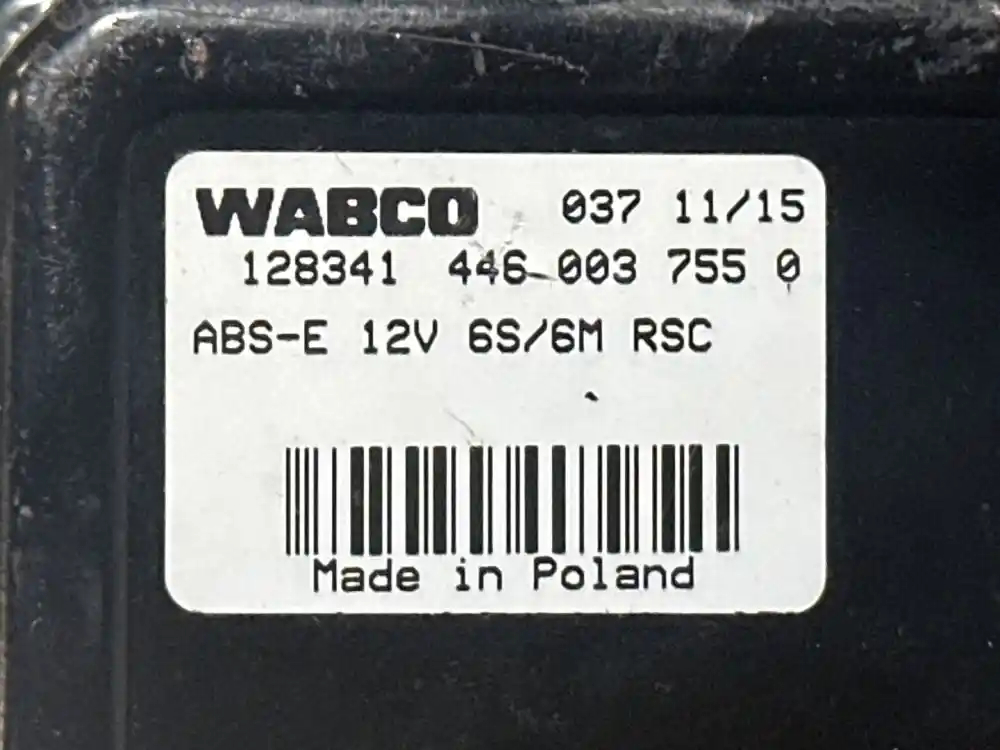 WABCO 037 11/15
128341 446 003 755 0
ABS-E 12V 6S/6M RSC
Made in Poland